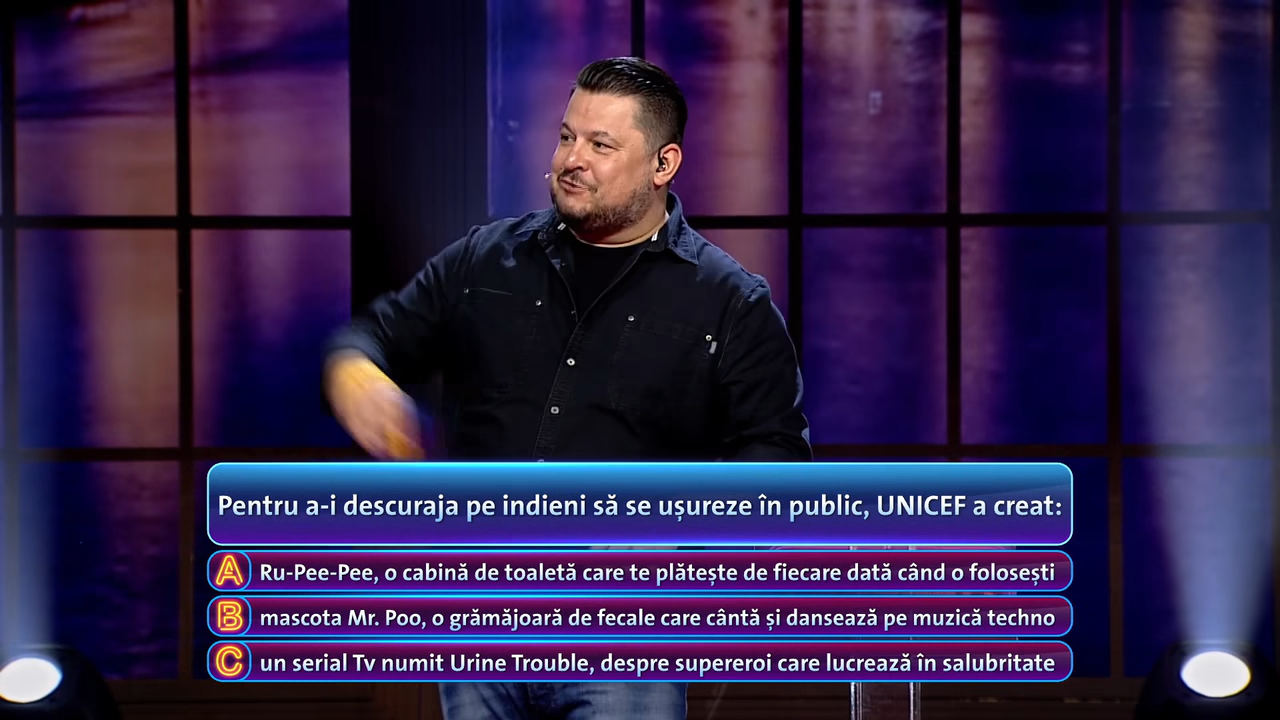 Pentru a-i descuraja pe indieni să se ușureze în public, UNICEF a creat:
A Ru-Pee-Pee, o cabină de toaletă care te plătește de fiecare dată când o folosești
B mascota Mr. Poo, o grămăjoară de fecale care cântă și dansează pe muzică techno
C un serial Tv numit Urine Trouble, despre supereroi care lucrează în salubritate